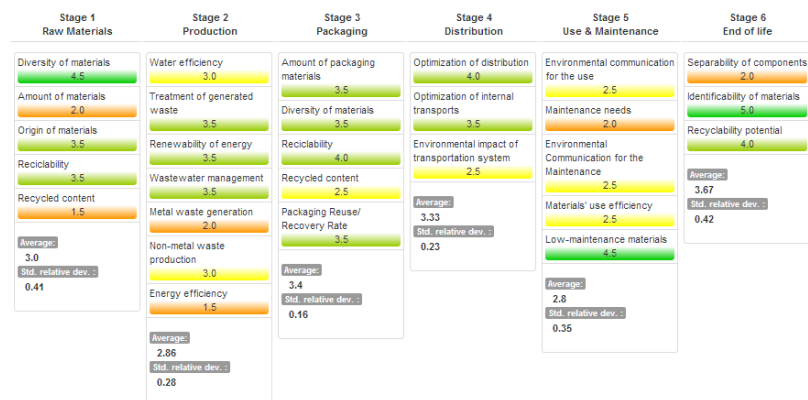 Stage 1
Raw Materials
Diversity of materials
4.5
Amount of materials
2.0
Origin of materials
3.5
Reciclability
3.5
Recycled content
1.5
Average:
3.0
Std. relative dev. :
0.41
Stage 2
Production
Water efficiency
3.0
Treatment of generated
waste
3.5
Renewability of energy
3.5
Wastewater management
3.5
Metal waste generation
2.0
Non-metal waste
production
3.0
Energy efficiency
1.5
Average:
2.86
Std. relative dev. :
0.28
Stage 3
Packaging
Amount of packaging
materials
3.5
Diversity of materials
3.5
Reciclability
4.0
Recycled content
2.5
Packaging Reuse/
Recovery Rate
3.5
Average:
3.4
Std. relative dev. :
0.16
Stage 4
Distribution
Optimization of distribution
4.0
Optimization of internal
transports
3.5
Environmental impact of
transportation system
2.5
Average:
3.33
Std. relative dev. :
0.23
Stage 5
Use & Maintenance
Environmental communication
for the use
2.5
Maintenance needs
2.0
Environmental
Communication for the
Maintenance
2.5
Materials' use efficiency
2.5
Low-maintenance materials
4.5
Average:
2.8
Std. relative dev. :
0.35
Stage 6
End of life
Separability of components
2.0
Identificability of materials
5.0
Recyclability potential
4.0
Average:
3.67
Std. relative dev. :
0.42